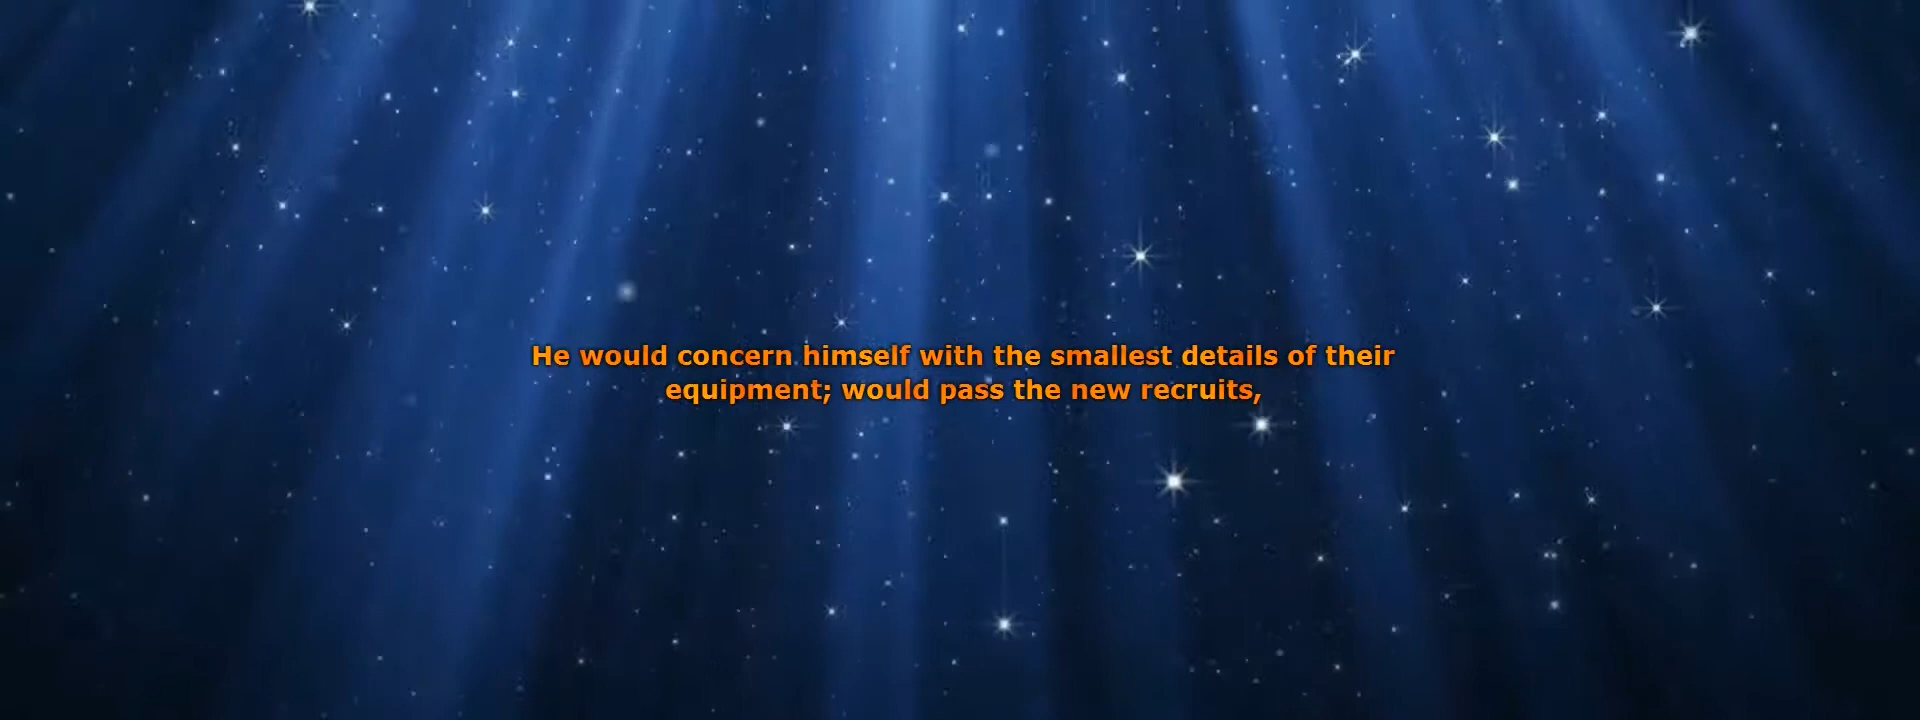 He would concern himself with the smallest details of their
equipment; would pass the new recruits,